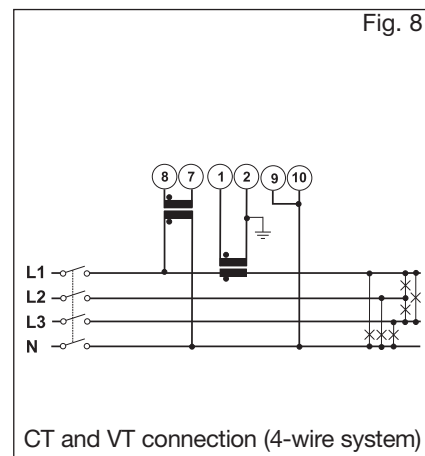 Fig. 8
8 7 1 2 9 10
L1
L2
L3
N
CT and VT connection (4-wire system)